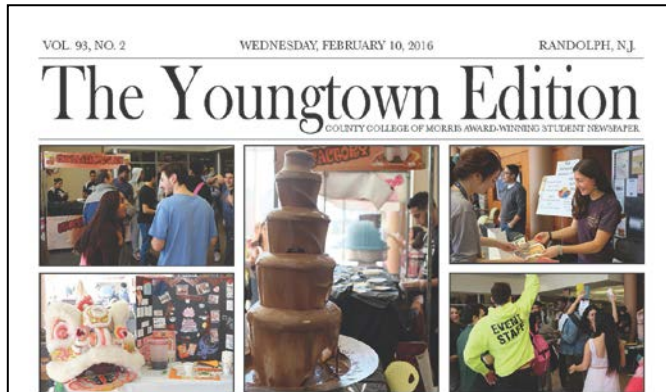 VOL. 93, NO. 2 WEDNESDAY, FEBRUARY 10, 2016 RANDOLPH, N.J.
The Youngtown Edition
COUNTY COLLEGE OF MORRIS AWARD-WINNING STUDENT NEWSPAPER
FACTORY
EVENT
STAFF